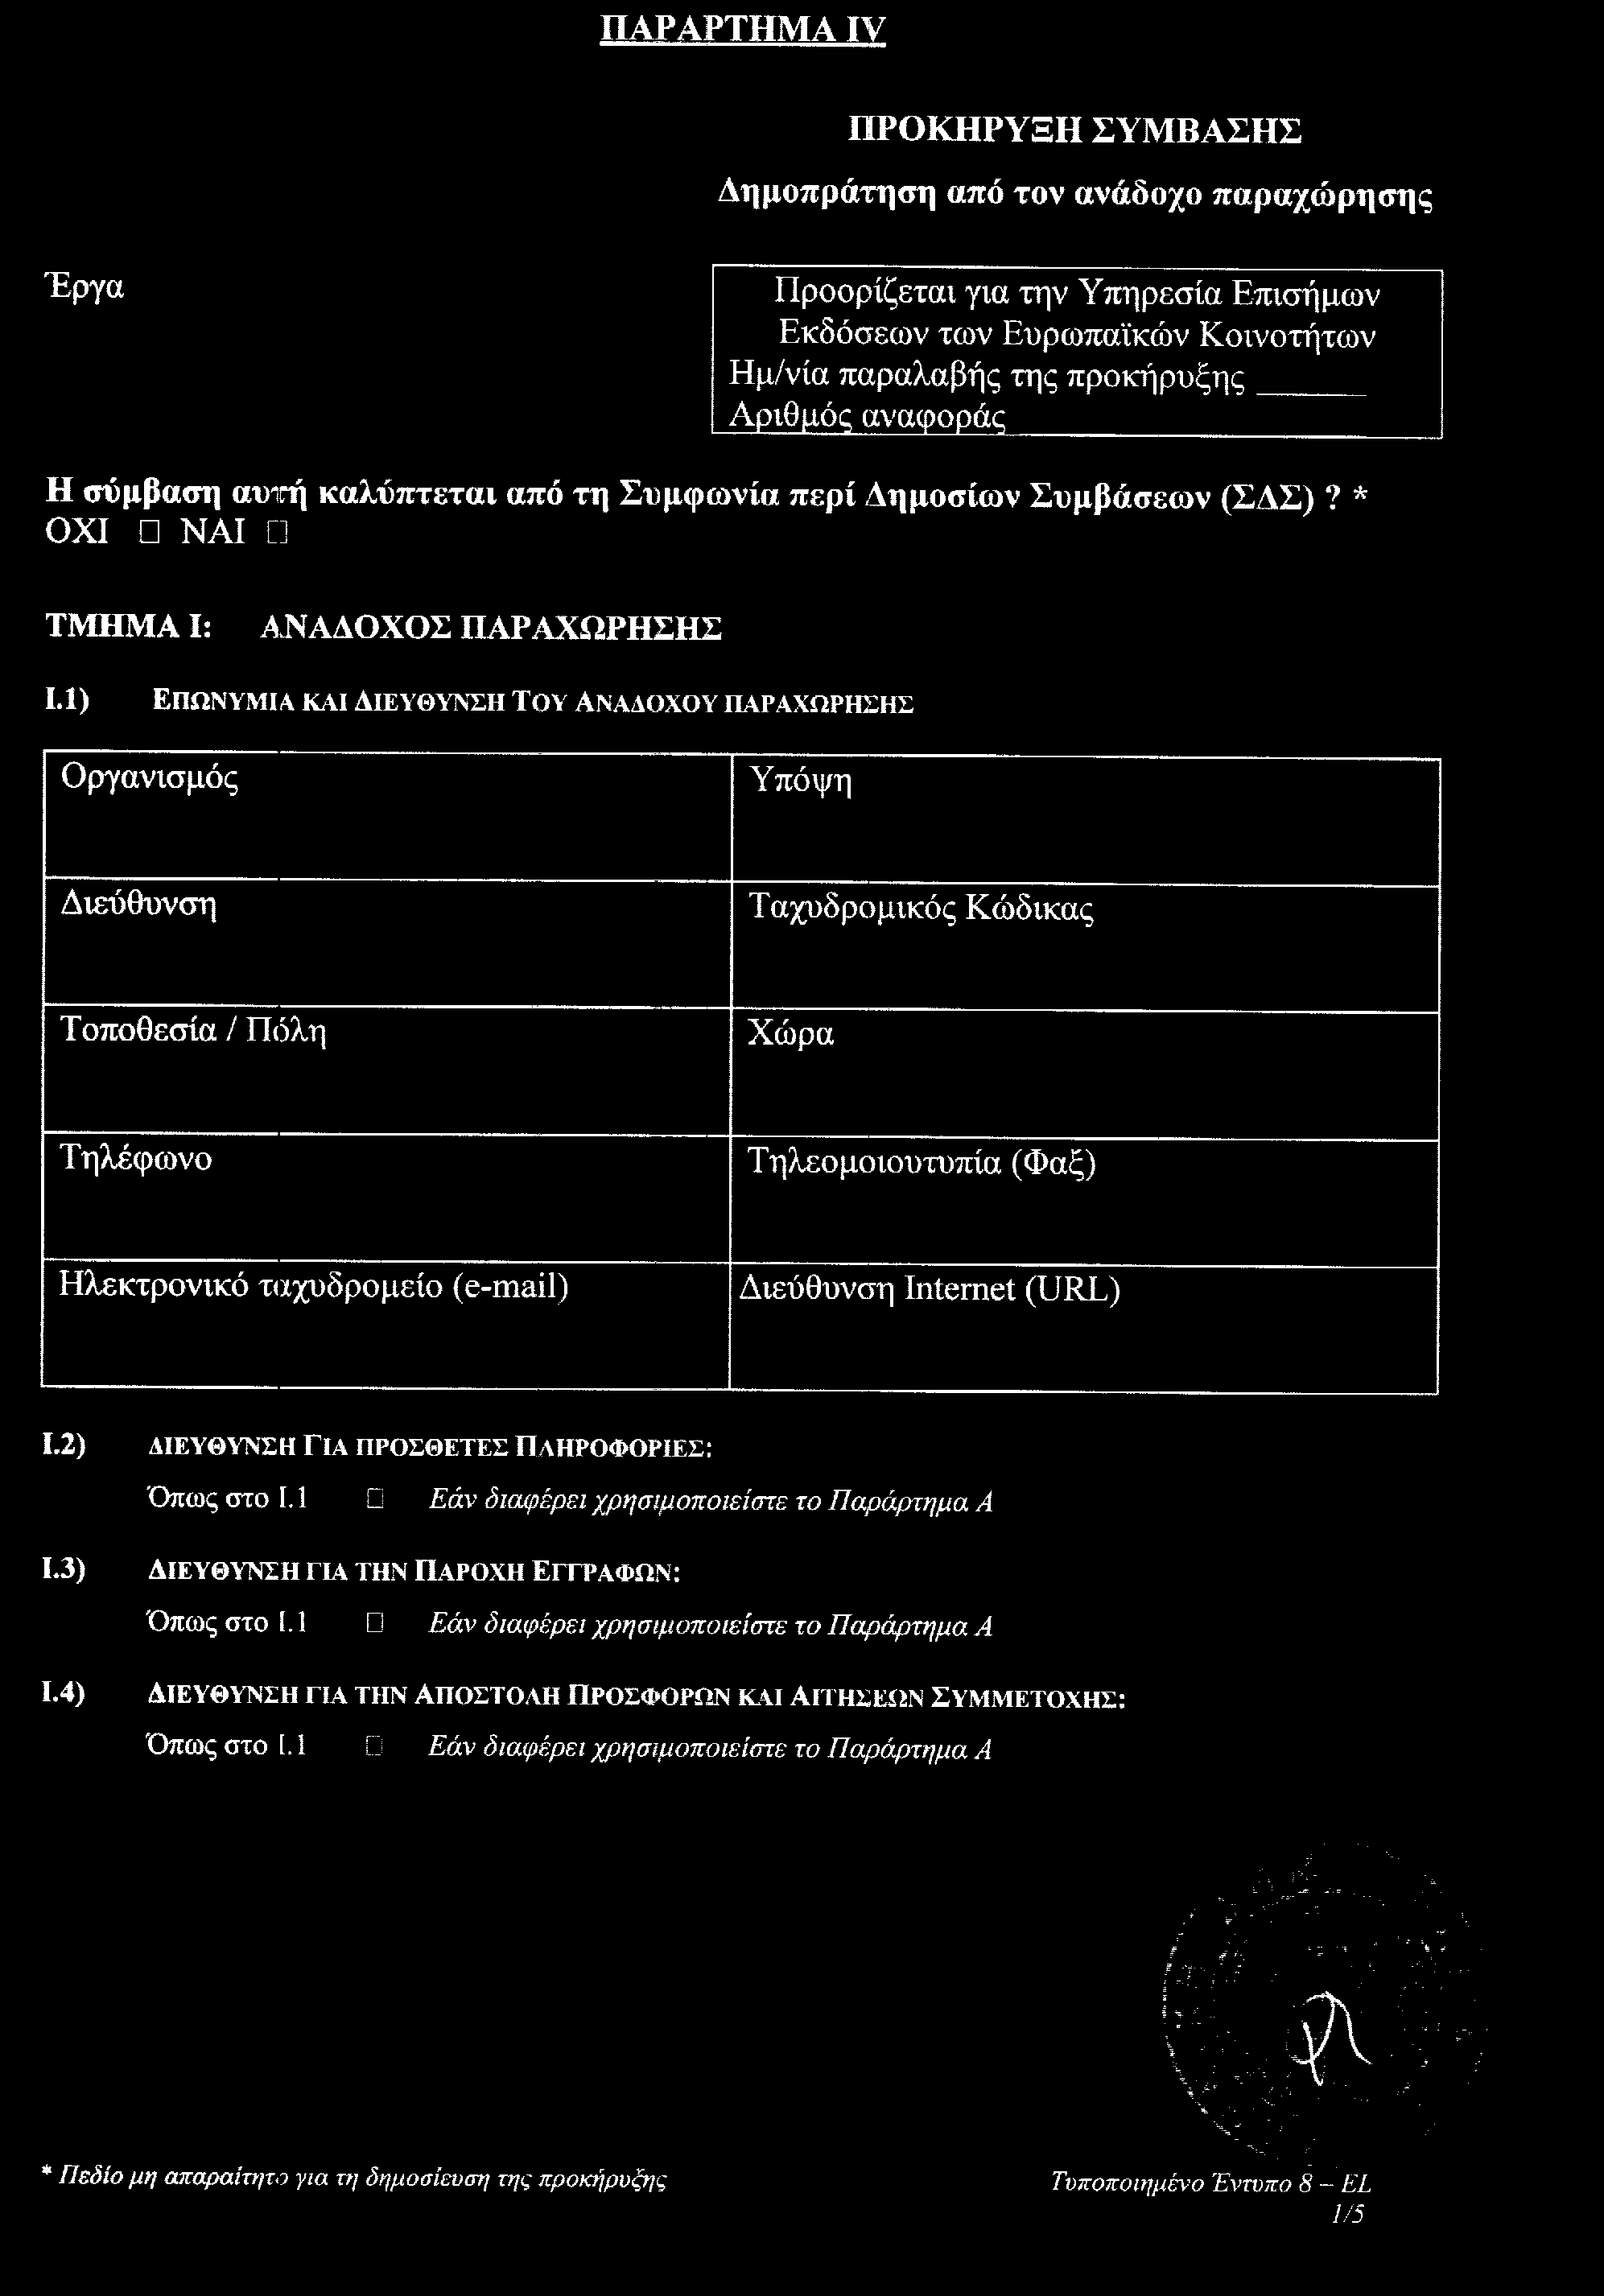 ΠΑΡΑΡΤΗΜΑ IV
ΠΡΟΚΗΡΥΞΗ ΣΥΜΒΑΣΗΣ
Δημοπράτηση από τον ανάδοχο παραχώρησης
Έργα
Προορίζεται για την Υπηρεσία Επισήμων
Εκδόσεων των Ευρωπαϊκών Κοινοτήτων
Ημ/νία παραλαβής της προκήρυξης ______
Αριθμός αναφοράς
Η σύμβαση αυτή καλύπτεται από τη Συμφωνία περί Δημοσίων Συμβάσεων (ΣΔΣ) ? *
ΟΧΙ □ ΝΑΙ □
ΤΜΗΜΑ Ι: ΑΝΑΔΟΧΟΣ ΠΑΡΑΧΩΡΗΣΗΣ
Ι.1) ΕΠΩΝΥΜΙΑ ΚΑΙ ΔΙΕΥΘΥΝΣΗ ΤΟΥ ΑΝΑΔΟΧΟΥ ΠΑΡΑΧΩΡΗΣΗΣ
Οργανισμός Υπόψη
Διεύθυνση Ταχυδρομικός Κώδικας
Τοποθεσία / Πόλη Χώρα
Τηλέφωνο Τηλεομοιουτυπία (Φαξ)
Ηλεκτρονικό ταχυδρομείο (e-mail) Διεύθυνση Internet (URL)
Ι.2) ΔΙΕΥΘΥΝΣΗ ΓΙΑ ΠΡΟΣΘΕΤΕΣ ΠΛΗΡΟΦΟΡΙΕΣ:
Όπως στο Ι.1 □ Εάν διαφέρει χρησιμοποιείστε το Παράρτημα Α
Ι.3) ΔΙΕΥΘΥΝΣΗ ΓΙΑ ΤΗΝ ΠΑΡΟΧΗ ΕΓΓΡΑΦΩΝ:
Όπως στο Ι.1 □ Εάν διαφέρει χρησιμοποιείστε το Παράρτημα Α
Ι.4) ΔΙΕΥΘΥΝΣΗ ΓΙΑ ΤΗΝ ΑΠΟΣΤΟΛΗ ΠΡΟΣΦΟΡΩΝ ΚΑΙ ΑΙΤΗΣΕΩΝ ΣΥΜΜΕΤΟΧΗΣ:
Όπως στο Ι.1 □ Εάν διαφέρει χρησιμοποιείστε το Παράρτημα Α
* Πεδίο μη απαραίτητο για τη δημοσίευση της προκήρυξης
Τυποποιημένο Έντυπο 8 – EL
1/5